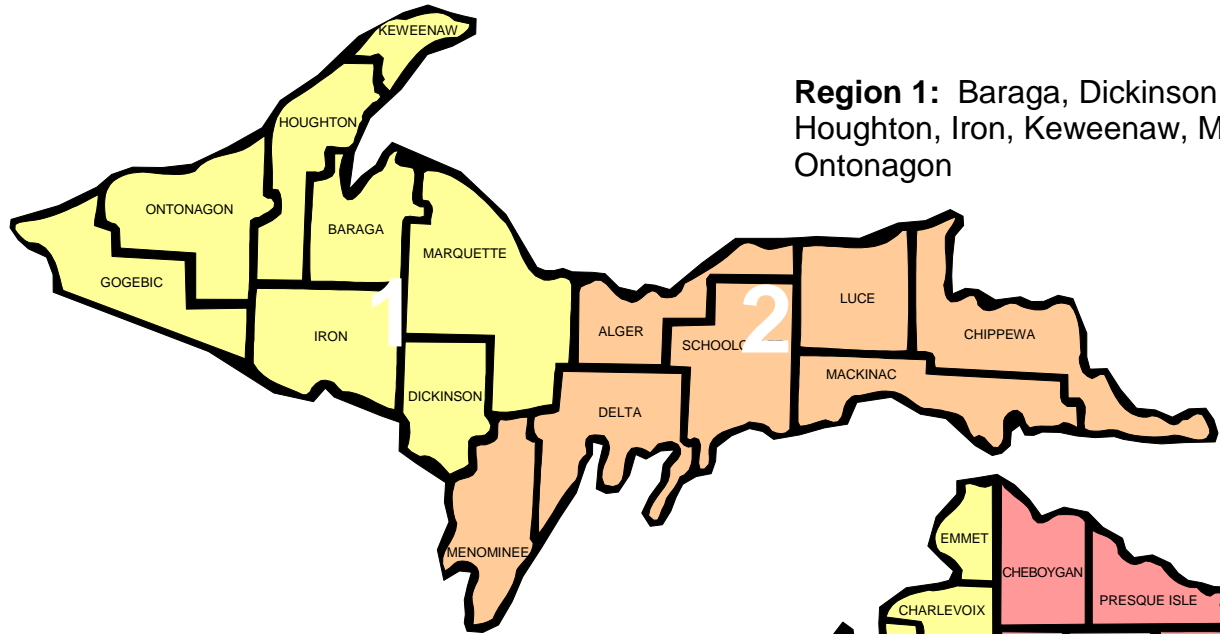 KEWEENAW
Region 1: Baraga, Dickinson
Houghton, Iron, Keweenaw, M
Ontonagon
HOUGHTON
ONTONAGON
BARAGA
MARQUETTE
GOGEBIC
1
2
LUCE
IRON
ALGER
SCHOOLC
CHIPPEWA
MACKINAC
DICKINSON
DELTA
MENOMINEE
EMMET
CHEBOYGAN
PRESQUE ISLE
CHARLEVOIX